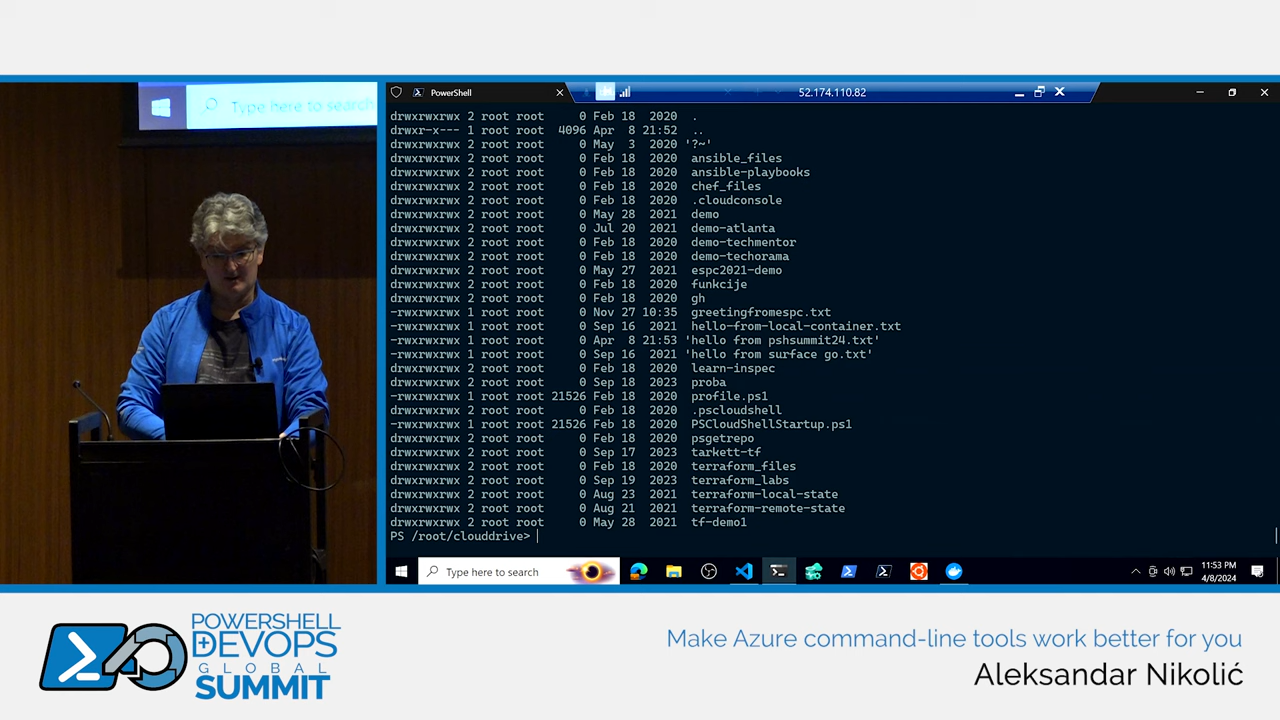 Type here to search
PowerShell
52.174.110.82
drwxrwxrwx 2 root root     0 Feb 18  2020  .
drwxr-x--- 1 root root  4096 Apr  8 21:52  ..
drwxrwxrwx 2 root root     0 May  3  2020 '?~'
drwxrwxrwx 2 root root     0 Feb 18  2020  ansible_files
drwxrwxrwx 2 root root     0 Feb 18  2020  ansible-playbooks
drwxrwxrwx 2 root root     0 Feb 18  2020  chef_files
drwxrwxrwx 2 root root     0 Feb 18  2020  .cloudconsole
drwxrwxrwx 2 root root     0 May 28  2021  demo
drwxrwxrwx 2 root root     0 Jul 20  2021  demo-atlanta
drwxrwxrwx 2 root root     0 Feb 18  2020  demo-techmentor
drwxrwxrwx 2 root root     0 Feb 18  2020  demo-techorama
drwxrwxrwx 2 root root     0 May 27  2021  espc2021-demo
drwxrwxrwx 2 root root     0 Feb 18  2020  funkcije
drwxrwxrwx 2 root root     0 Feb 18  2020  gh
-rwxrwxrwx 1 root root     0 Nov 27 10:35  greetingfromespc.txt
-rwxrwxrwx 1 root root     0 Sep 16  2021  hello-from-local-container.txt
-rwxrwxrwx 1 root root     0 Apr  8 21:53 'hello from pshsummit24.txt'
-rwxrwxrwx 1 root root     0 Sep 16  2021 'hello from surface go.txt'
drwxrwxrwx 2 root root     0 Feb 18  2020  learn-inspec
drwxrwxrwx 2 root root     0 Sep 18  2023  proba
-rwxrwxrwx 1 root root 21526 Feb 18  2020  profile.ps1
drwxrwxrwx 2 root root     0 Feb 18  2020  .pscloudshell
-rwxrwxrwx 1 root root 21526 Feb 18  2020  PSCloudShellStartup.ps1
drwxrwxrwx 2 root root     0 Feb 18  2020  psgetrepo
drwxrwxrwx 2 root root     0 Sep 17  2023  tarkett-tf
drwxrwxrwx 2 root root     0 Feb 18  2020  terraform_files
drwxrwxrwx 2 root root     0 Sep 19  2023  terraform_labs
drwxrwxrwx 2 root root     0 Aug 23  2021  terraform-local-state
drwxrwxrwx 2 root root     0 Aug 21  2021  terraform-remote-state
drwxrwxrwx 2 root root     0 May 28  2021  tf-demo1
PS /root/clouddrive>
Type here to search
11:53 PM
4/8/2024
POWERSHELL
+DEVOPS
GLOBAL
SUMMIT
Make Azure command-line tools work better for you
Aleksandar Nikolić